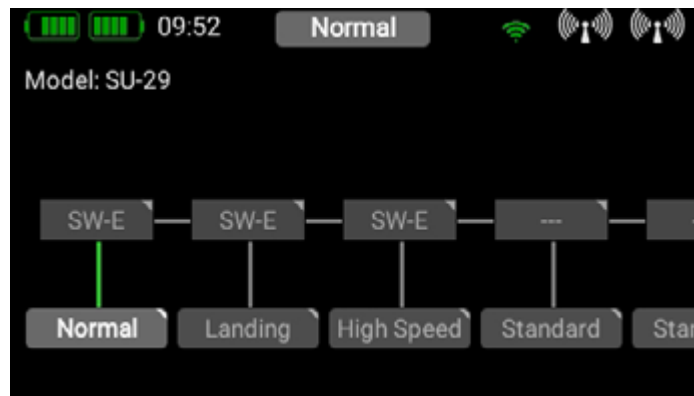 09:52 Normal
Model: SU-29
SW-E SW-E SW-E ---
Normal Landing High Speed Standard